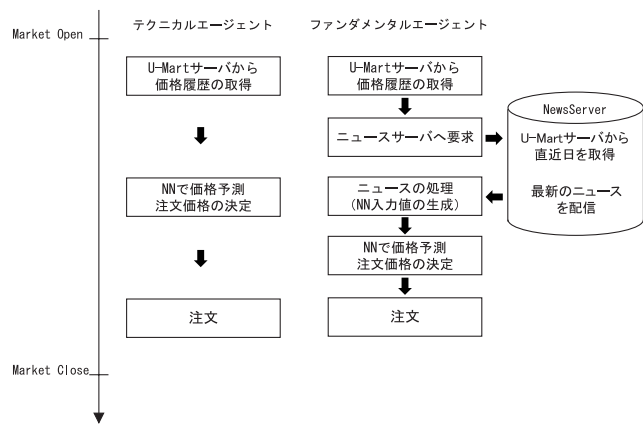 テクニカルエージェント
ファンダメンタルエージェント
Market Open
U-Martサーバから
価格履歴の取得
U-Martサーバから
価格履歴の取得
NewsServer
ニュースサーバへ要求
U-Martサーバから
直近日を取得
NNで価格予測
注文価格の決定
ニュースの処理
(NN入力値の生成)
最新のニュース
を配信
NNで価格予測
注文価格の決定
注文
注文
Market Close